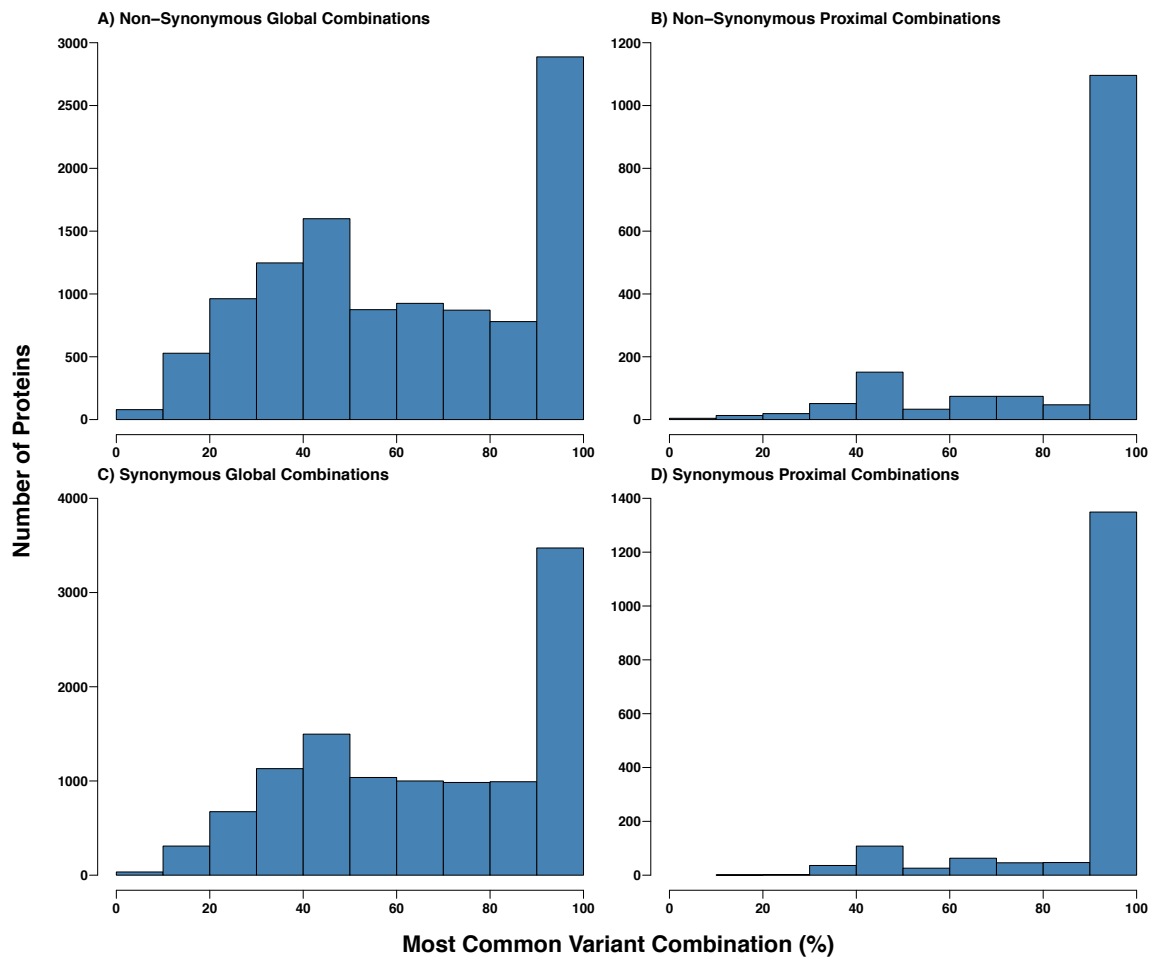 A) Non−Synonymous Global Combinations
3000
2500
2000
1500
1000
500
0
0 20 40 60 80 100
B) Non−Synonymous Proximal Combinations
1200
1000
800
600
400
200
0
0 20 40 60 80 100
C) Synonymous Global Combinations
4000
3000
2000
1000
0
0 20 40 60 80 100
D) Synonymous Proximal Combinations
1400
1200
1000
800
600
400
200
0
0 20 40 60 80 100
Number of Proteins
Most Common Variant Combination (%)